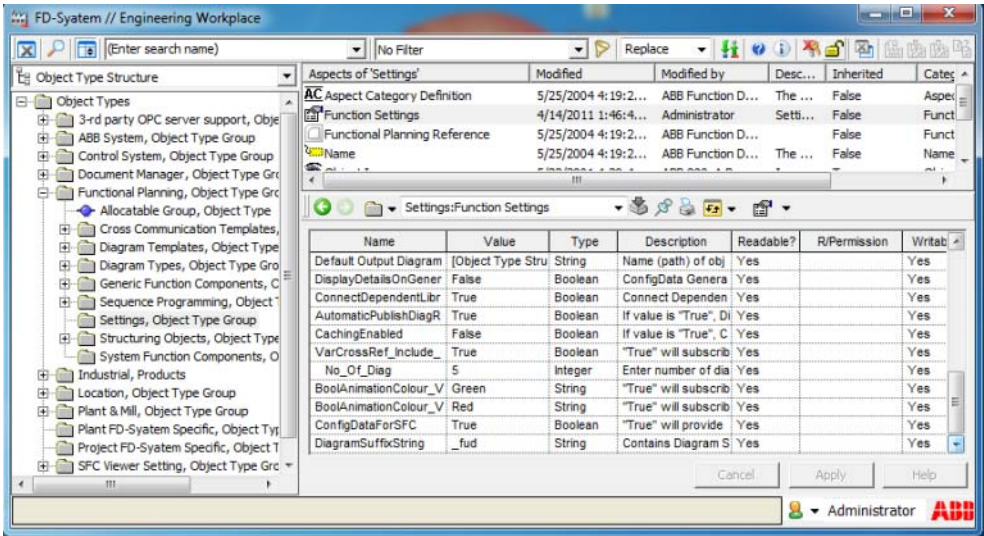 FD-Syatem // Engineering Workplace
(Enter search name) No Filter Replace
Object Type Structure
Object Types
3-rd party OPC server support, Obje
ABB System, Object Type Group
Control System, Object Type Group
Document Manager, Object Type Grc
Functional Planning, Object Type Grc
Allocatable Group, Object Type
Cross Communication Templates,
Diagram Templates, Object Type
Diagram Types, Object Type Gro
Generic Function Components, C
Sequence Programming, Object
Settings, Object Type Group
Structuring Objects, Object Type
System Function Components, O
Industrial, Products
Location, Object Type Group
Plant & Mill, Object Type Group
Plant FD-Syatem Specific, Object Typ
Project FD-Syatem Specific, Object T
SFC Viewer Setting, Object Type Grc
Aspects of 'Settings' Modified Modified by Desc... Inherited Categ
AC Aspect Category Definition 5/25/2004 4:19:2... ABB Function D... The ... False Aspec
Function Settings 4/14/2011 1:46:4... Administrator Setti... False Funct
Functional Planning Reference 5/25/2004 4:19:2... ABB Function D... False Funct
Name 5/25/2004 4:19:2... ABB Function D... The ... False Name
Settings:Function Settings
Name Value Type Description Readable? R/Permission Writab
Default Output Diagram [Object Type Stru String Name (path) of obj Yes Yes
DisplayDetailsOnGener False Boolean ConfigData Genera Yes Yes
ConnectDependentLibr True Boolean Connect Dependen Yes Yes
AutomaticPublishDiagR True Boolean If value is "True", Di Yes Yes
CachingEnabled False Boolean If value is "True", C Yes Yes
VarCrossRef_Include_ True Boolean "True" will subscrib Yes Yes
No_Of_Diag 5 Integer Enter number of dia Yes Yes
BoolAnimationColour_V Green String "True" will subscrib Yes Yes
BoolAnimationColour_V Red String "True" will subscrib Yes Yes
ConfigDataForSFC True Boolean "True" will provide Yes Yes
DiagramSuffixString _fud String Contains Diagram S Yes Yes
Cancel Apply Help
Administrator ABB